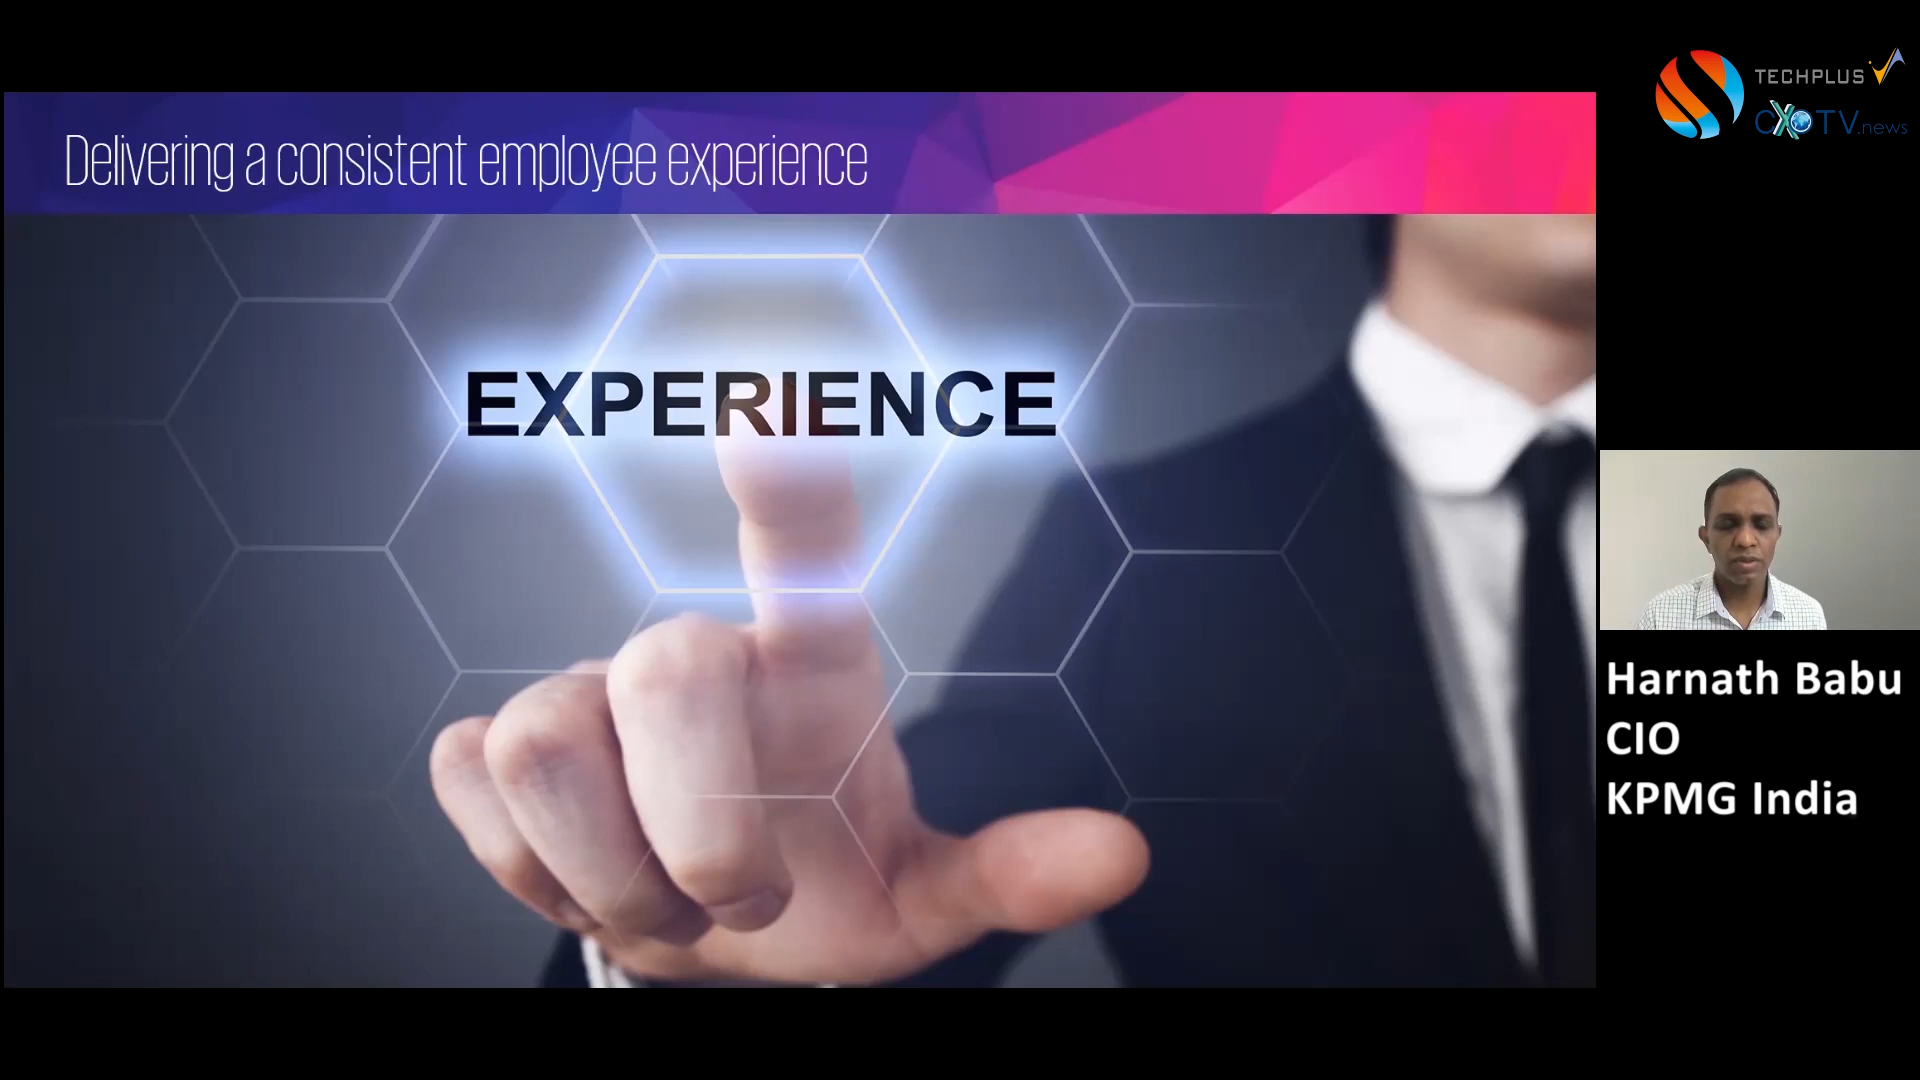 TECHPLUS
CXOTV.news
Delivering a consistent employee experience
EXPERIENCE
Harnath Babu
CIO
KPMG India